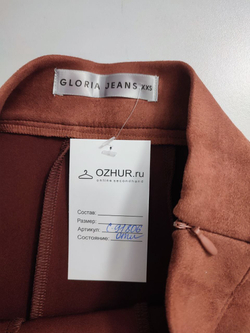 GLORIA JEANS XXS
OZHUR.ru
Состав:
Размер:
Артикул:
Состояние: